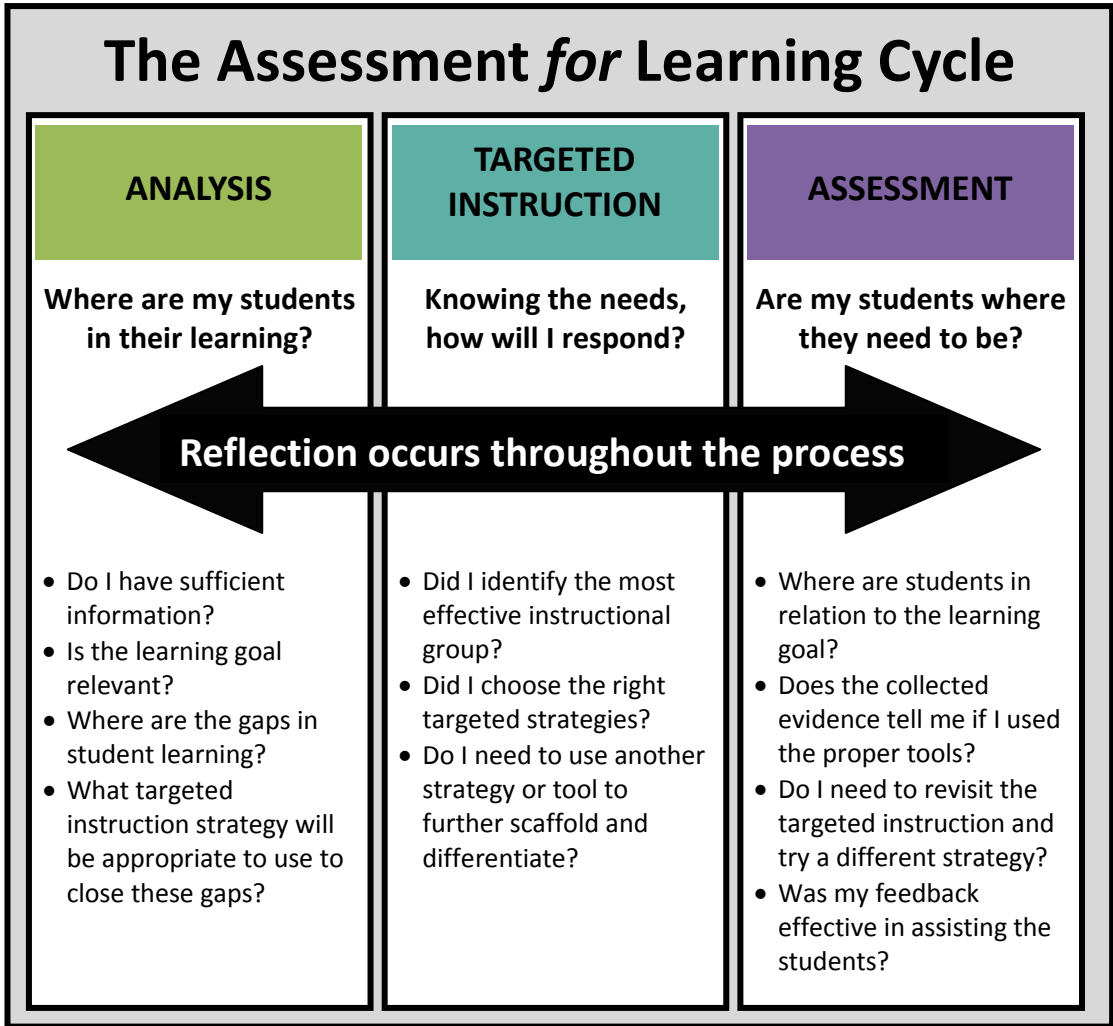 The Assessment for Learning Cycle
ANALYSIS
Where are my students
in their learning?
TARGETED
INSTRUCTION
Knowing the needs,
how will I respond?
ASSESSMENT
Are my students where
they need to be?
Reflection occurs throughout the process
• Do I have sufficient
information?
• Is the learning goal
relevant?
• Where are the gaps in
student learning?
• What targeted
instruction strategy will
be appropriate to use to
close these gaps?
• Did I identify the most
effective instructional
group?
• Did I choose the right
targeted strategies?
• Do I need to use another
strategy or tool to
further scaffold and
differentiate?
• Where are students in
relation to the learning
goal?
• Does the collected
evidence tell me if I used
the proper tools?
• Do I need to revisit the
targeted instruction and
try a different strategy?
• Was my feedback
effective in assisting the
students?